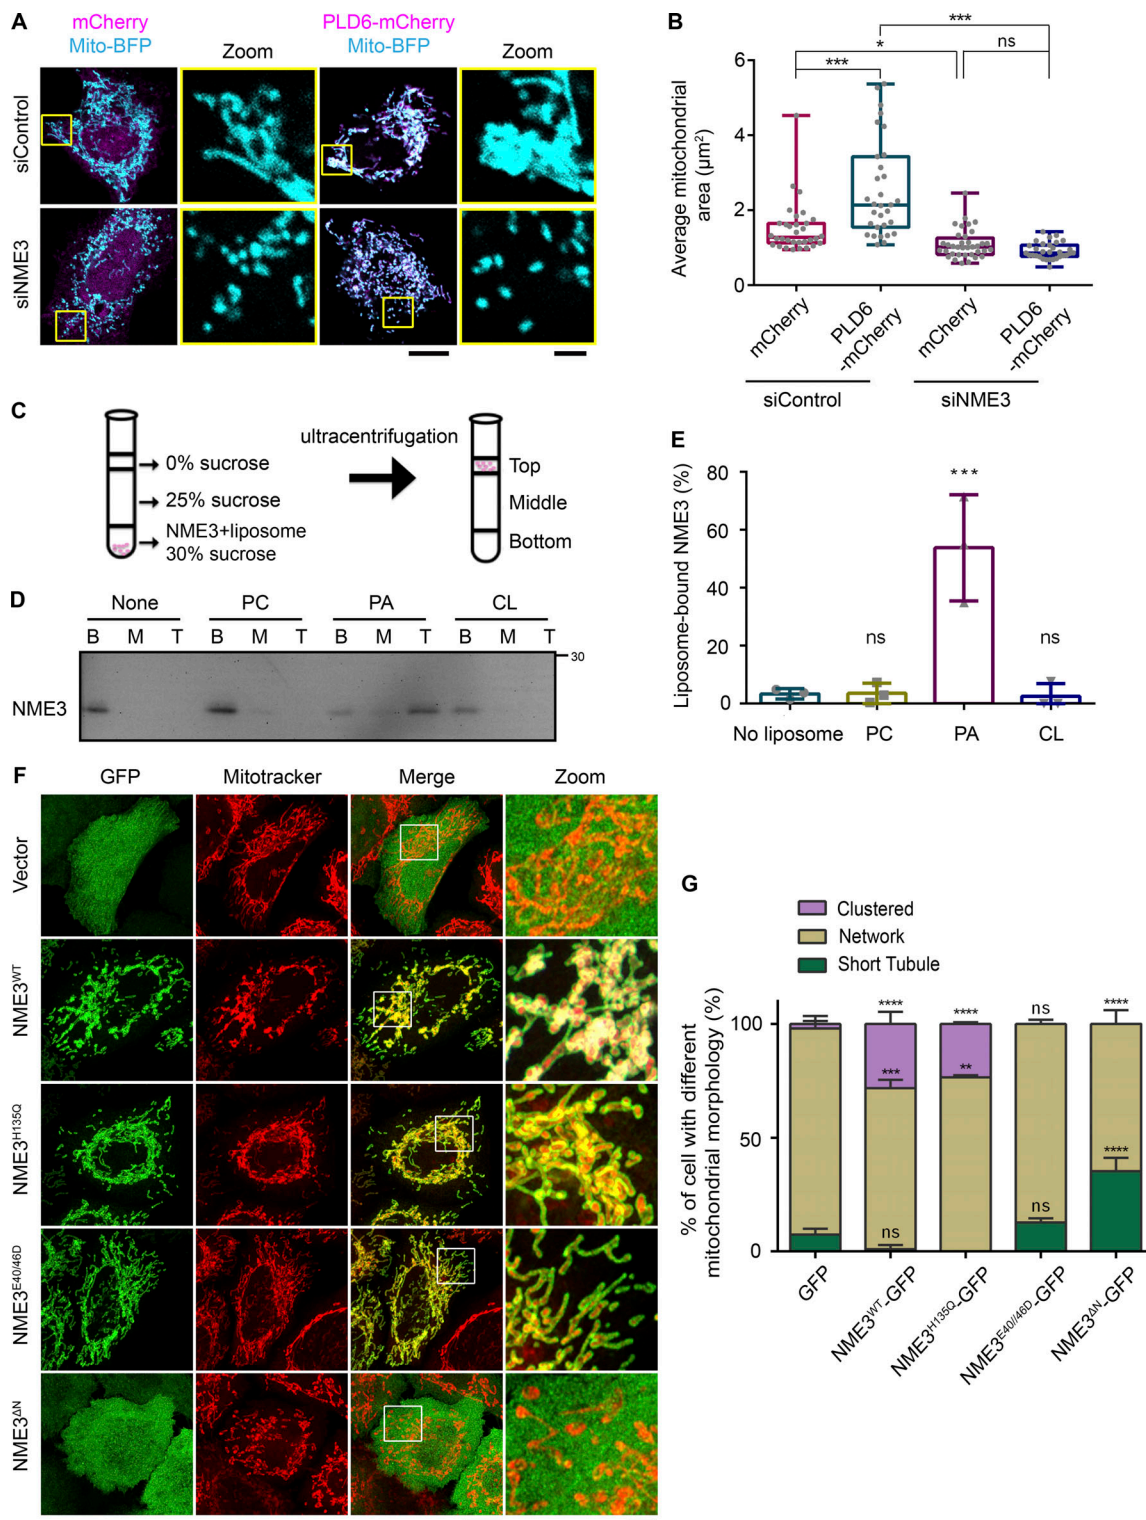 A
mCherry
Mito-BFP
Zoom
PLD6-mCherry
Mito-BFP
Zoom
siControl
siNME3
B
***
*
ns
***
6
4
2
0
Average mitochondrial
area (µm²)
mCherry
PLD6
-mCherry
mCherry
PLD6
-mCherry
siControl
siNME3
C
0% sucrose
25% sucrose
NME3+liposome
30% sucrose
ultracentrifugation
Top
Middle
Bottom
D
None
PC
PA
CL
B M T B M T B M T B M T
30
NME3
E
Liposome-bound NME3 (%)
80
60
40
20
0
ns
***
ns
No liposome
PC
PA
CL
F
GFP
Mitotracker
Merge
Zoom
Vector
NME3WT
NME3H135Q
NME3E40/46D
NME3ΔN
G
Clustered
Network
Short Tubule
% of cell with different
mitochondrial morphology (%)
100
50
0
****
****
ns
****
***
**
ns
ns
****
GFP
NME3WT-GFP
NME3H135Q-GFP
NME3E40//46D-GFP
NME3ΔN-GFP